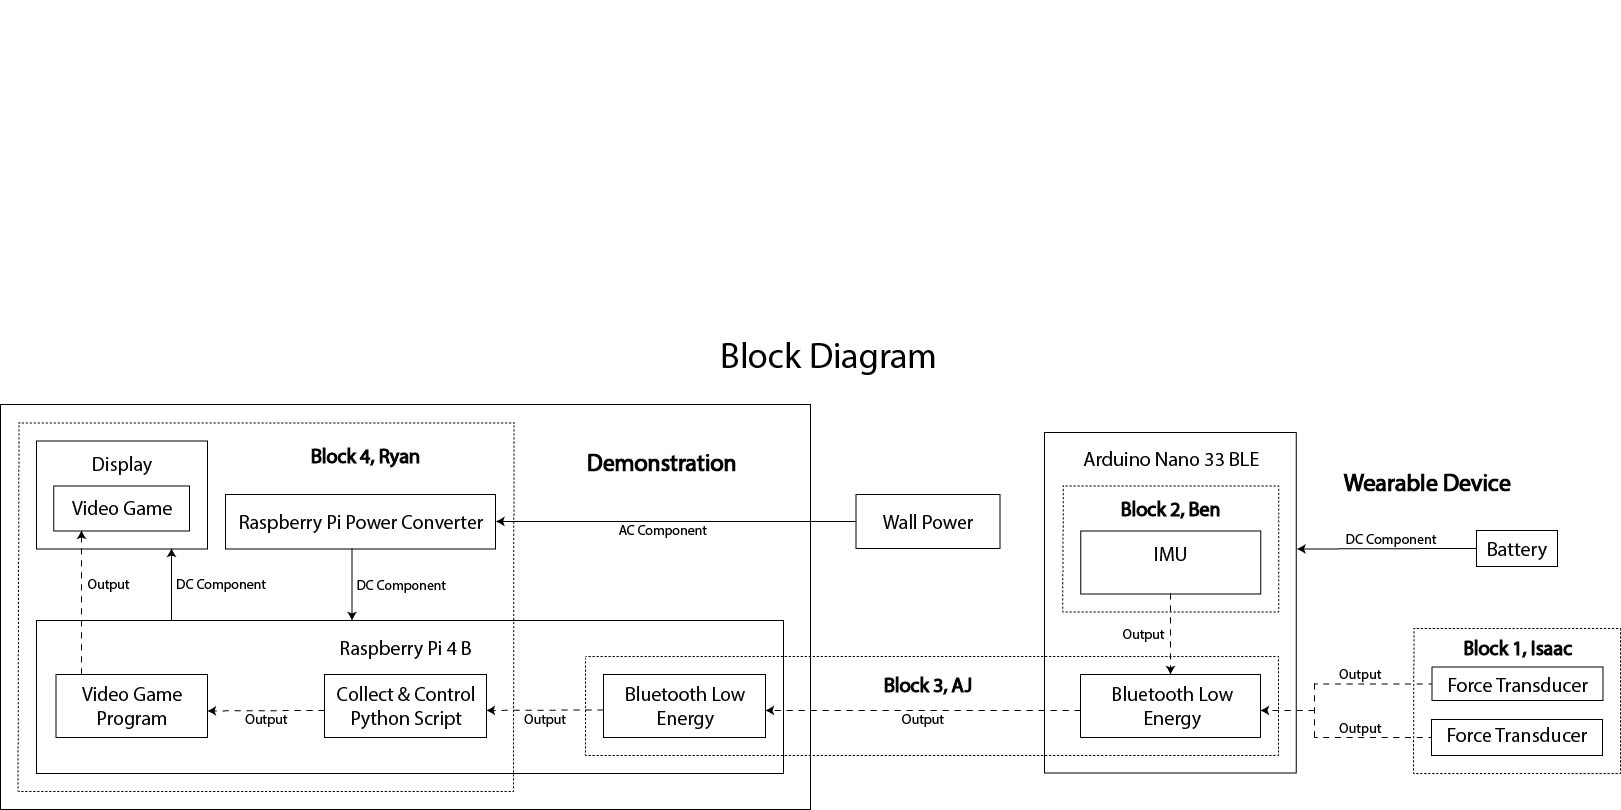 Block Diagram
Display
Video Game
Block 4, Ryan
Demonstration
Raspberry Pi Power Converter
AC Component
Wall Power
Output
DC Component
DC Component
Raspberry Pi 4 B
Video Game
Program
Output
Collect & Control
Python Script
Output
Bluetooth Low
Energy
Block 3, AJ
Output
Arduino Nano 33 BLE
Block 2, Ben
IMU
Output
Bluetooth Low
Energy
Wearable Device
DC Component
Battery
Block 1, Isaac
Output
Force Transducer
Output
Force Transducer